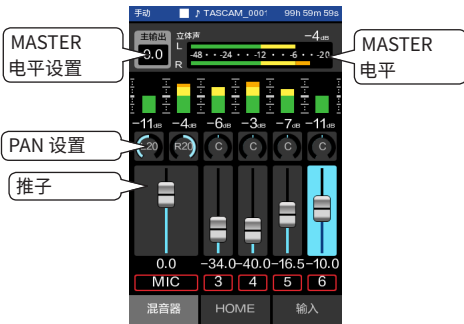 手动 TASCAM_0001 99h 59m 59s
MASTER
电平设置
主输出 立体声 -4dB
0.0
L
-48 -24 -12 -6 -20
R
MASTER
电平
-11dB -4dB -6dB -3dB -7dB -11dB
PAN 设置
L20 R20 C C C C
推子
0.0 -34.0 -40.0 -16.5 -10.0
MIC 3 4 5 6
混音器 HOME 输入